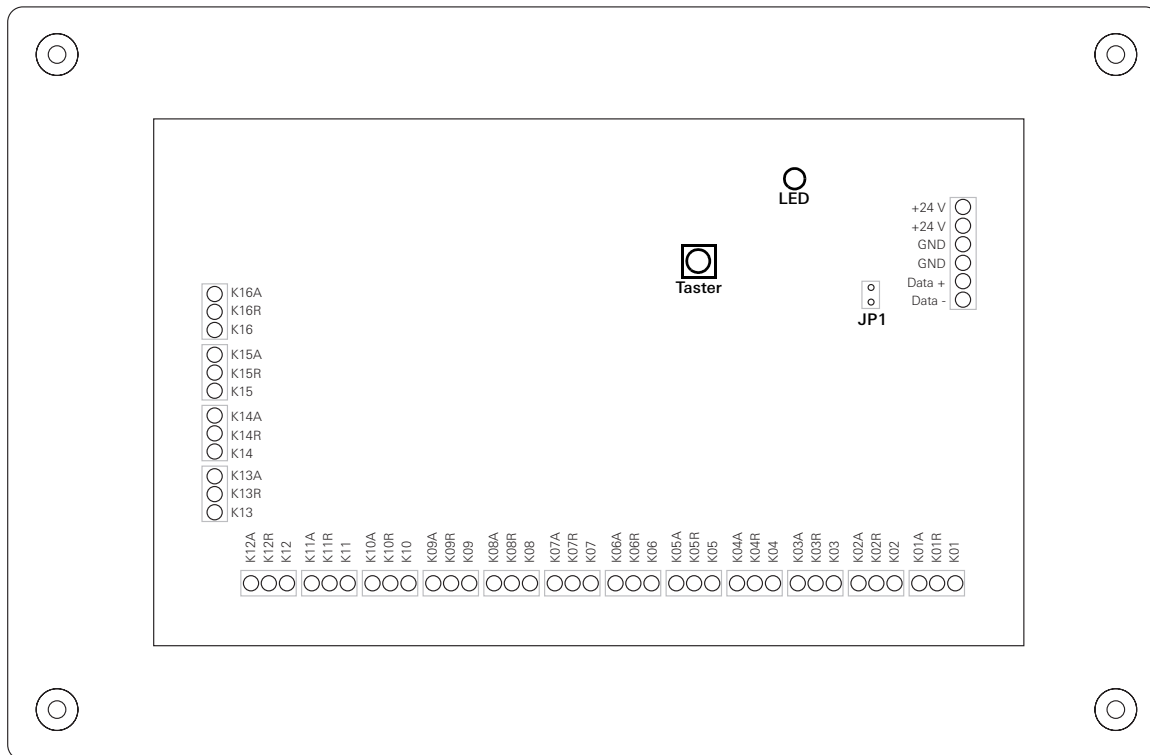 LED
+24 V
+24 V
GND
GND
Data +
Data -
Taster
JP1
K16A
K16R
K16
K15A
K15R
K15
K14A
K14R
K14
K13A
K13R
K13
K12A
K12R
K12
K11A
K11R
K11
K10A
K10R
K10
K09A
K09R
K09
K08A
K08R
K08
K07A
K07R
K07
K06A
K06R
K06
K05A
K05R
K05
K04A
K04R
K04
K03A
K03R
K03
K02A
K02R
K02
K01A
K01R
K01